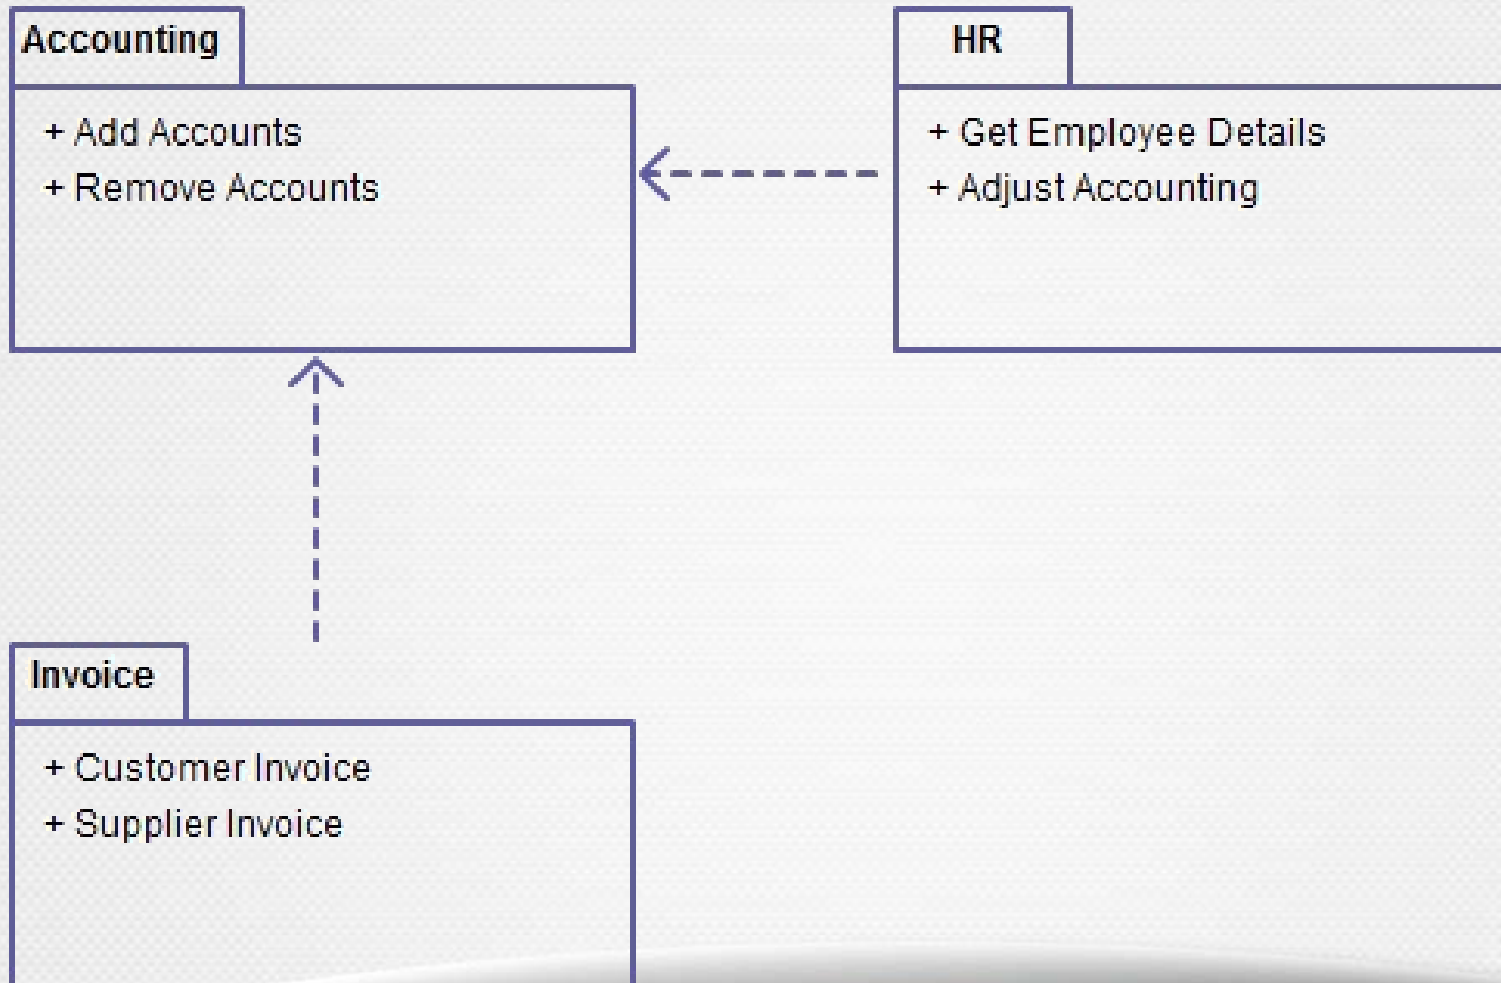 Accounting
+ Add Accounts
+ Remove Accounts
HR
+ Get Employee Details
+ Adjust Accounting
Invoice
+ Customer Invoice
+ Supplier Invoice